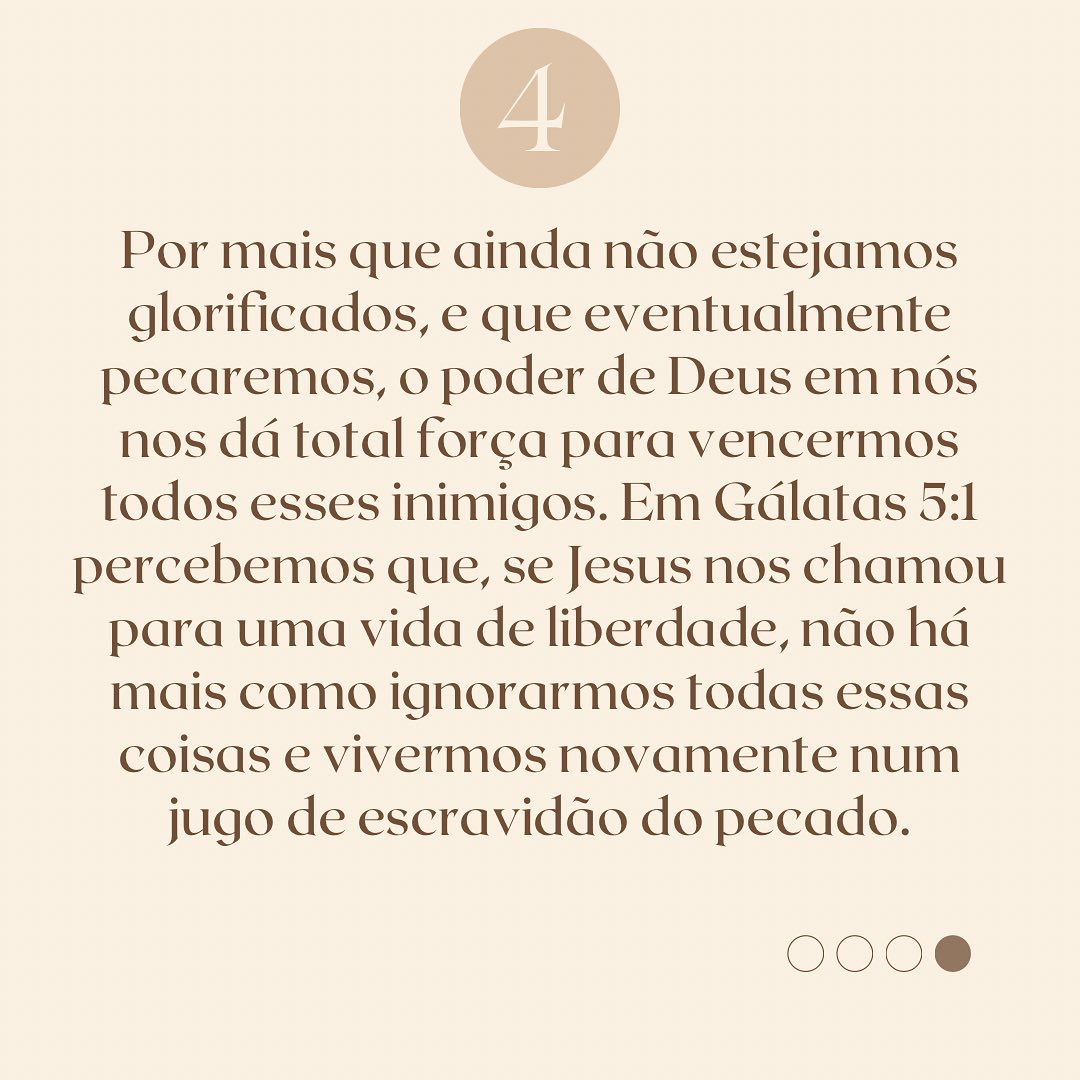 4
Por mais que ainda não estejamos
glorificados, e que eventualmente
pecaremos, o poder de Deus em nós
nos dá total força para vencermos
todos esses inimigos. Em Gálatas 5:1
percebemos que, se Jesus nos chamou
para uma vida de liberdade, não há
mais como ignorarmos todas essas
coisas e vivermos novamente num
jugo de escravidão do pecado.